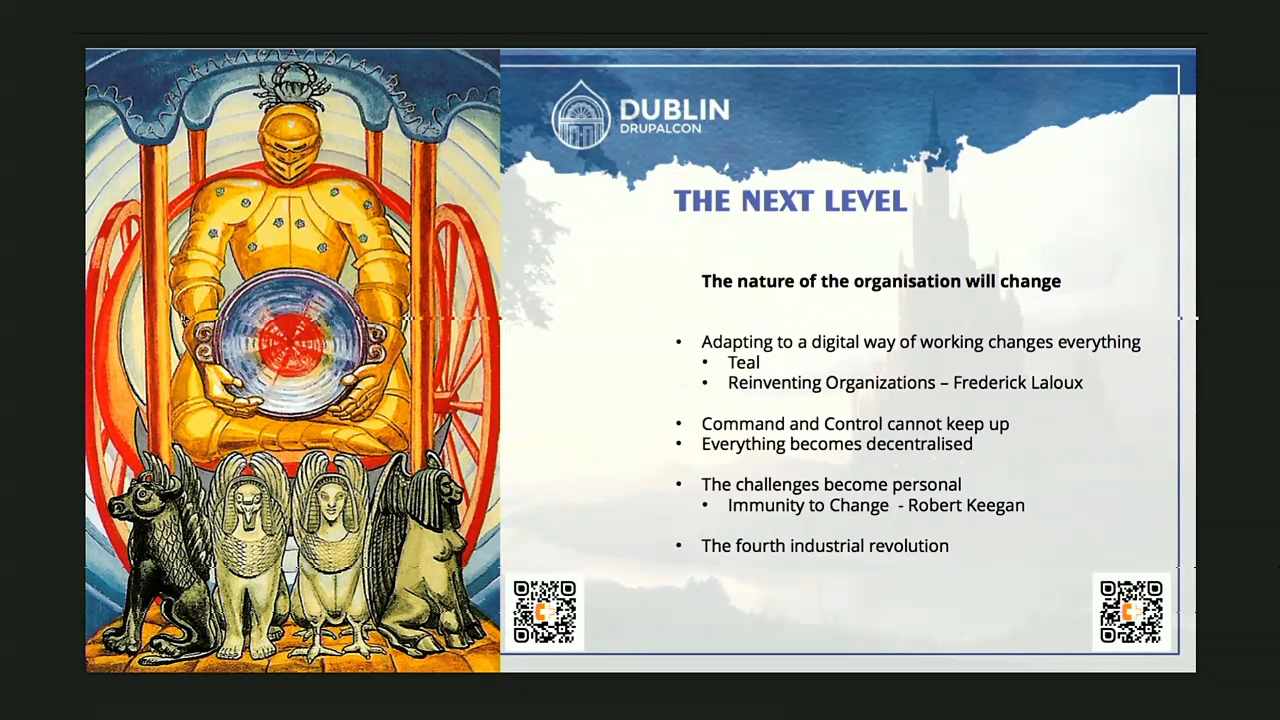 DUBLIN
DRUPALCON
THE NEXT LEVEL
The nature of the organisation will change
• Adapting to a digital way of working changes everything
• Teal
• Reinventing Organizations – Frederick Laloux
• Command and Control cannot keep up
• Everything becomes decentralised
• The challenges become personal
• Immunity to Change - Robert Keegan
• The fourth industrial revolution